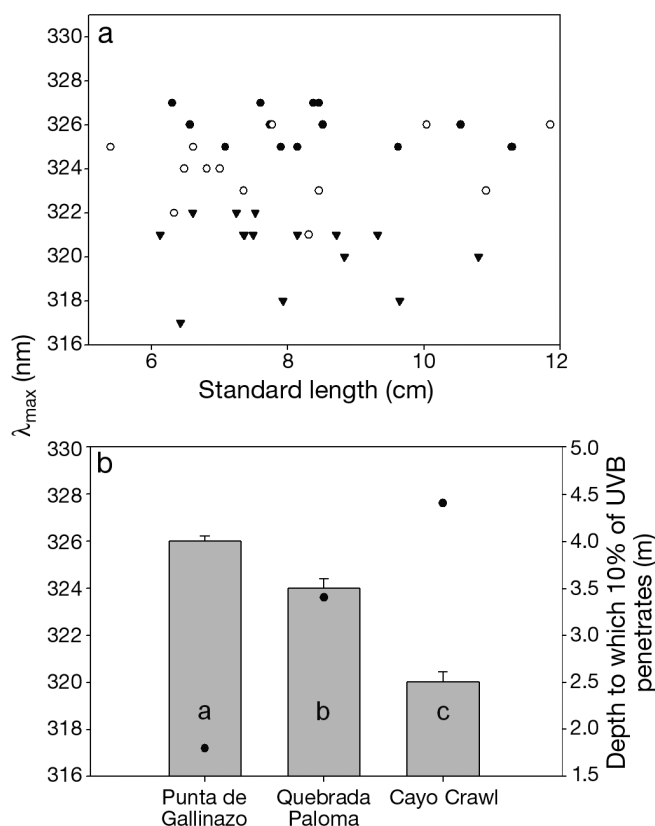 a
330
328
326
324
322
320
318
316
6
8
10
12
Standard length (cm)
λmax (nm)
b
330
328
326
324
322
320
318
316
5.0
4.5
4.0
3.5
3.0
2.5
2.0
1.5
Depth to which 10% of UVB
penetrates (m)
a
b
c
Punta de
Gallinazo
Quebrada
Paloma
Cayo Crawl